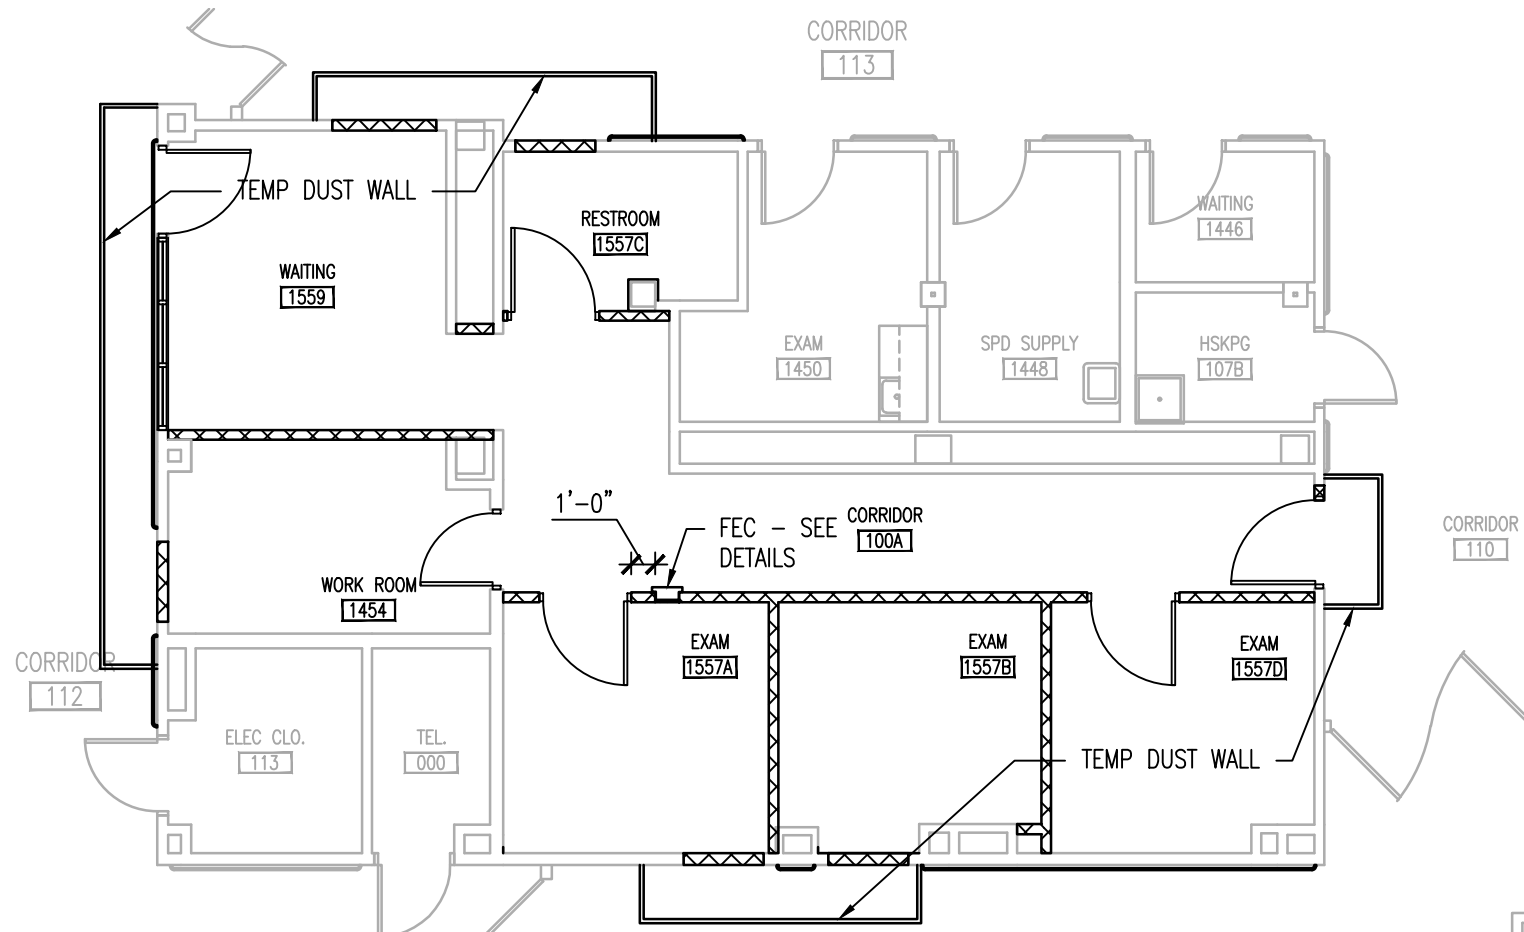 CORRIDOR
113
TEMP DUST WALL
RESTROOM
1557C
WAITING
1446
WAITING
1559
EXAM
1450
SPD SUPPLY
1448
HSKPG
107B
1'-0"
FEC - SEE
DETAILS
CORRIDOR
100A
CORRIDOR
110
WORK ROOM
1454
EXAM
1557A
EXAM
1557B
EXAM
1557D
CORRIDOR
112
ELEC CLO.
113
TEL.
000
TEMP DUST WALL